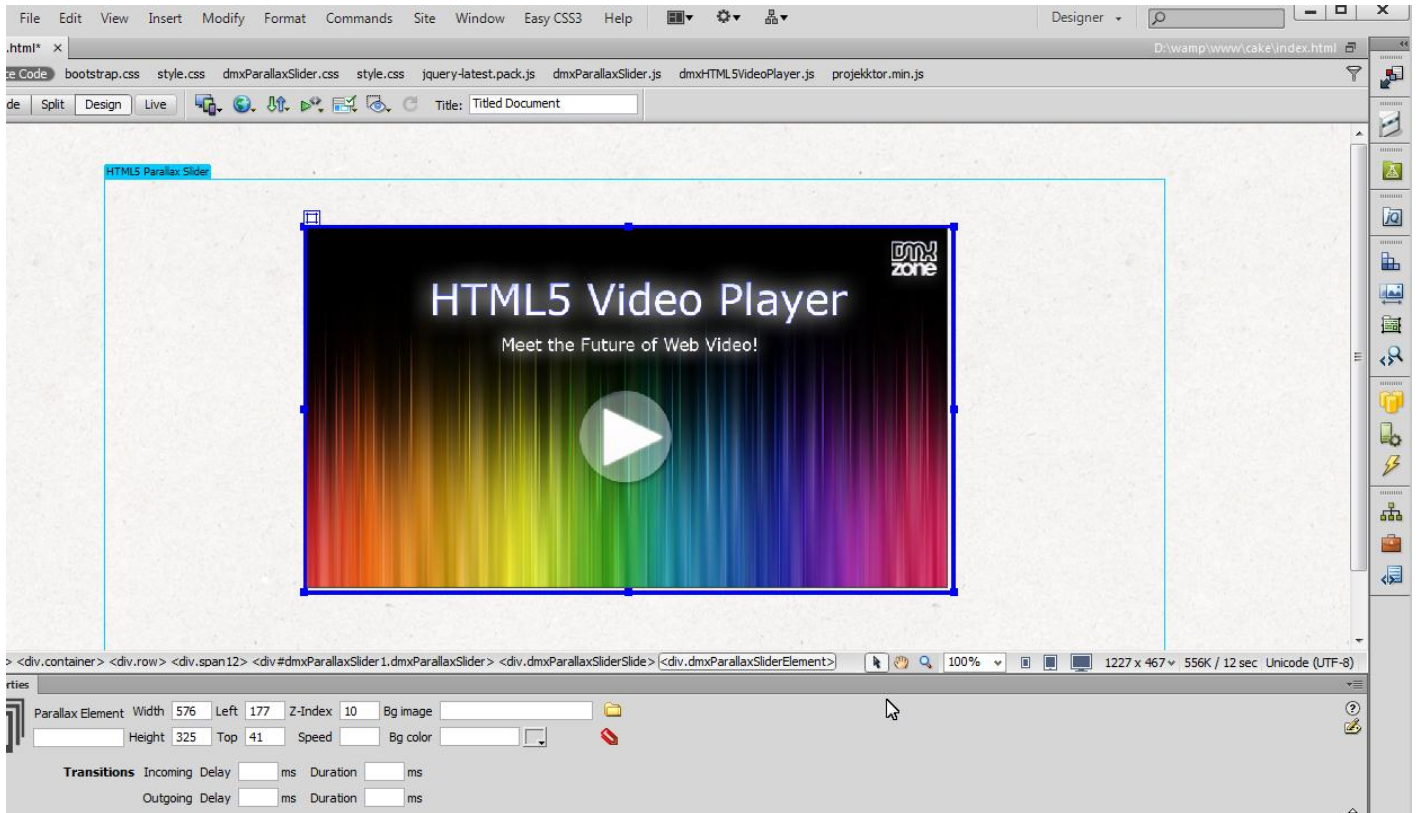 File Edit View Insert Modify Format Commands Site Window Easy CSS3 Help Designer
.html* x D:\wamp\www\cake\index.html
ce Code bootstrap.css style.css dmxParallaxSlider.css style.css jquery-latest.pack.js dmxParallaxSlider.js dmxHTML5VideoPlayer.js projekktor.min.js
de Split Design Live Title: Titled Document
HTML5 Parallax Slider
DMX
zone
HTML5 Video Player
Meet the Future of Web Video!
> <div.container> <div.row> <div.span12> <div#dmxParallaxSlider1.dmxParallaxSlider> <div.dmxParallaxSliderSlide> <div.dmxParallaxSliderElement> 100% 1227 x 467 556K / 12 sec Unicode (UTF-8)
rties
Parallax Element Width 576 Left 177 Z-Index 10 Bg image
Height 325 Top 41 Speed Bg color
Transitions Incoming Delay ms Duration ms
Outgoing Delay ms Duration ms